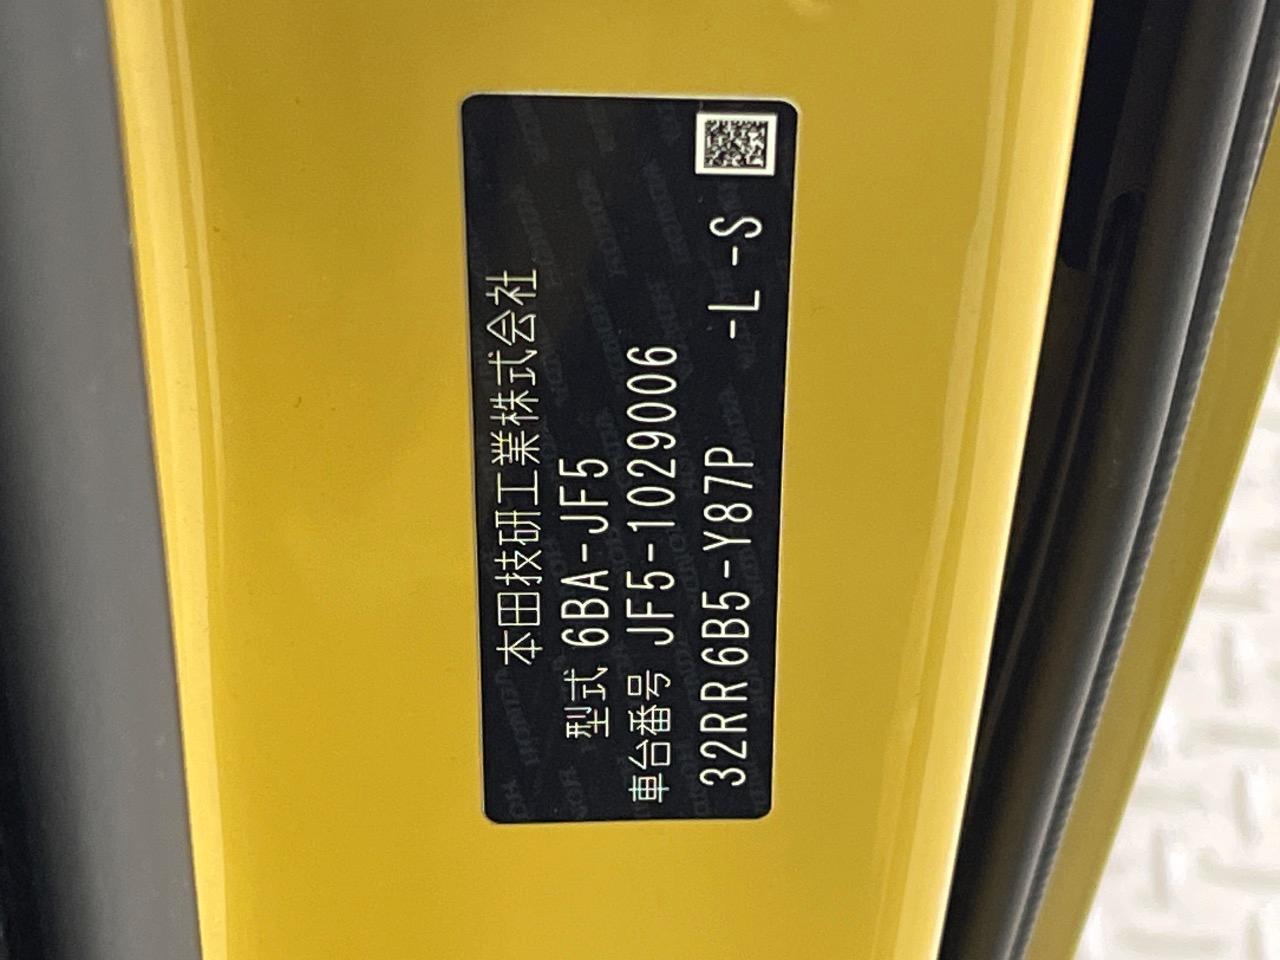 本田技研工業株式会社
型式 6BA-JF5
車台番号 JF5-1029006
32RR6B5-Y87P -L -S